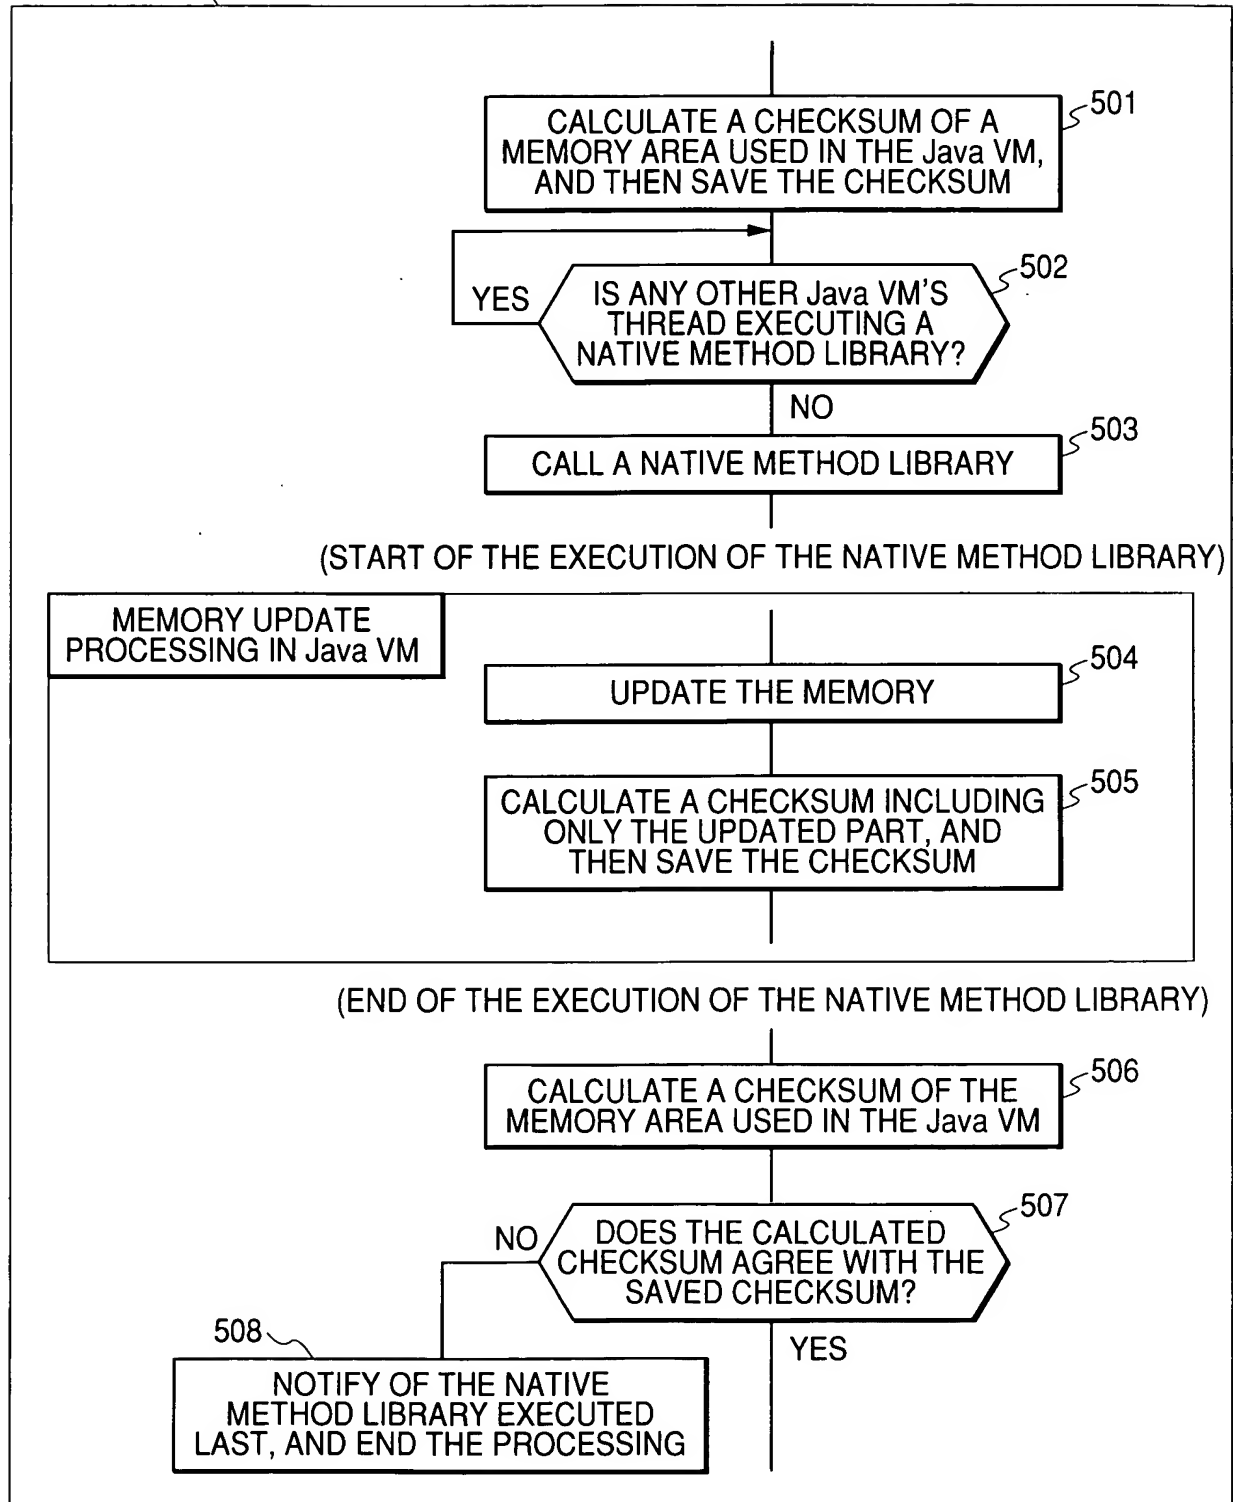 CALCULATE A CHECKSUM OF A
MEMORY AREA USED IN THE Java VM,
AND THEN SAVE THE CHECKSUM
501
IS ANY OTHER Java VM'S
THREAD EXECUTING A
NATIVE METHOD LIBRARY?
502
YES
NO
CALL A NATIVE METHOD LIBRARY
503
(START OF THE EXECUTION OF THE NATIVE METHOD LIBRARY)
MEMORY UPDATE
PROCESSING IN Java VM
UPDATE THE MEMORY
504
CALCULATE A CHECKSUM INCLUDING
ONLY THE UPDATED PART, AND
THEN SAVE THE CHECKSUM
505
(END OF THE EXECUTION OF THE NATIVE METHOD LIBRARY)
CALCULATE A CHECKSUM OF THE
MEMORY AREA USED IN THE Java VM
506
DOES THE CALCULATED
CHECKSUM AGREE WITH THE
SAVED CHECKSUM?
507
NO
YES
508
NOTIFY OF THE NATIVE
METHOD LIBRARY EXECUTED
LAST, AND END THE PROCESSING